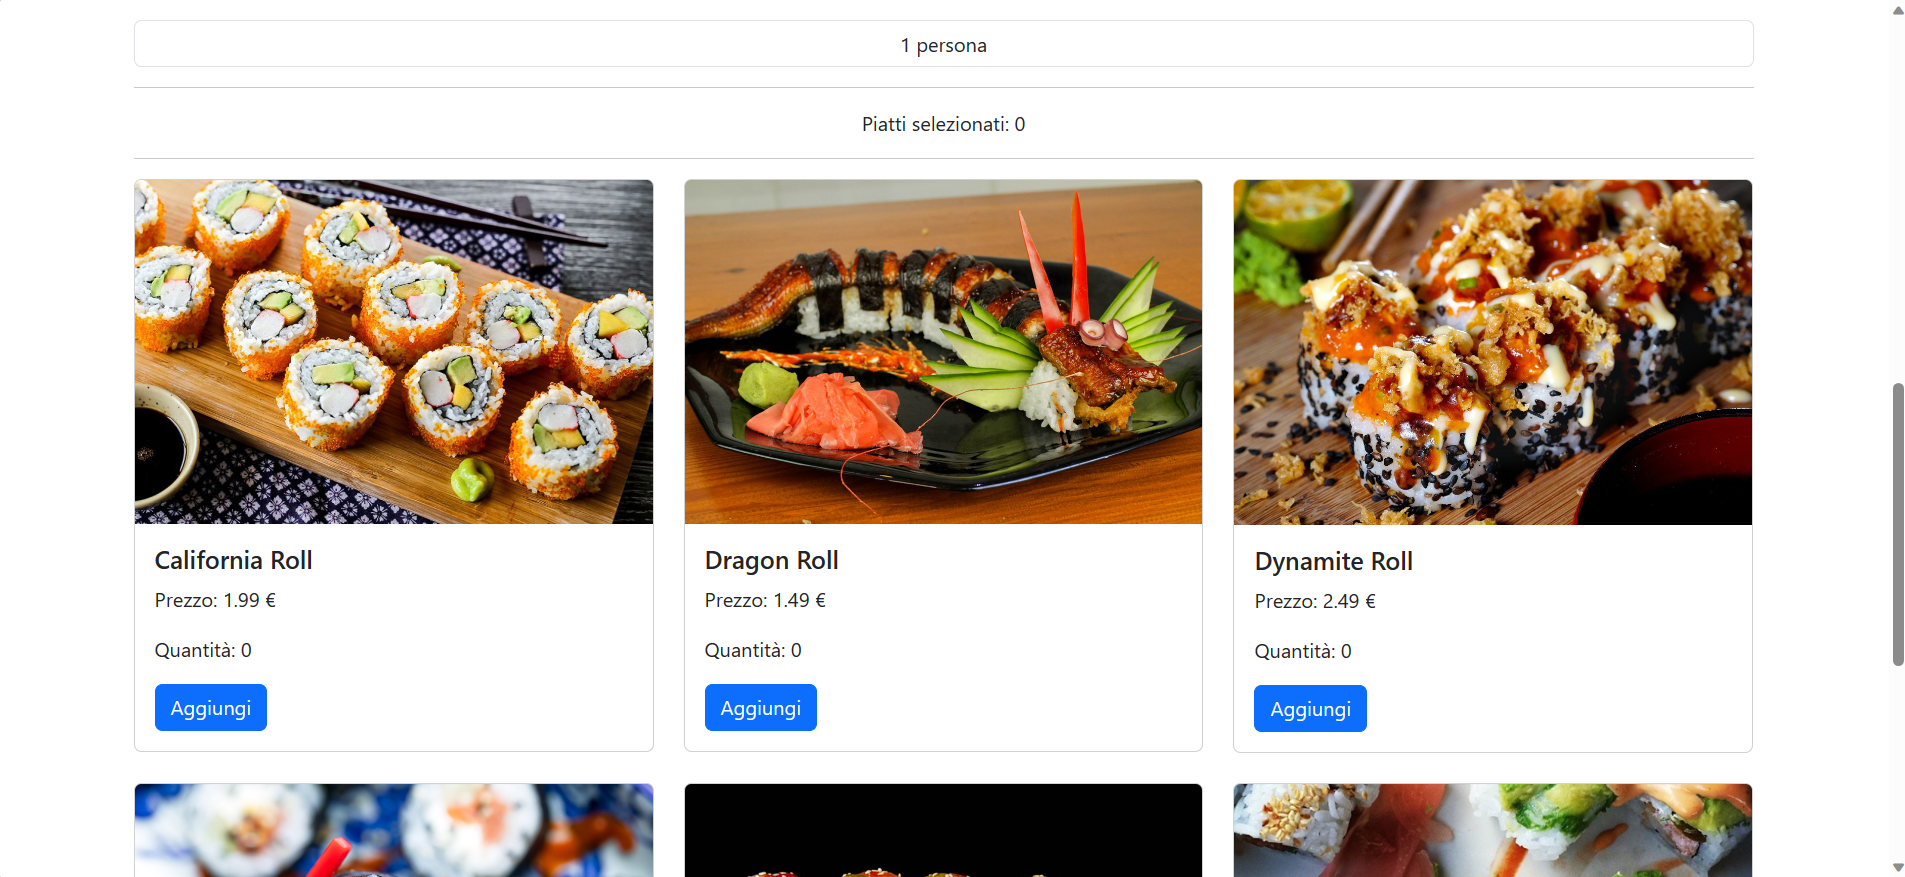 1 persona
Piatti selezionati: 0
California Roll
Prezzo: 1.99 €
Quantità: 0
Aggiungi
Dragon Roll
Prezzo: 1.49 €
Quantità: 0
Aggiungi
Dynamite Roll
Prezzo: 2.49 €
Quantità: 0
Aggiungi